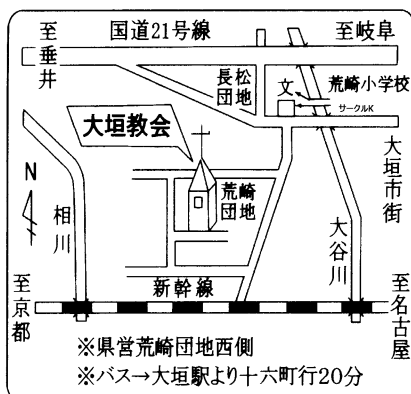 国道21号線
至垂井
至岐阜
長松
団地
文
荒崎小学校
サークルK
大垣教会
大垣市街
N
相川
荒崎
団地
大谷川
新幹線
至京都
至名古屋
※県営荒崎団地西側
※バス→大垣駅より十六町行20分